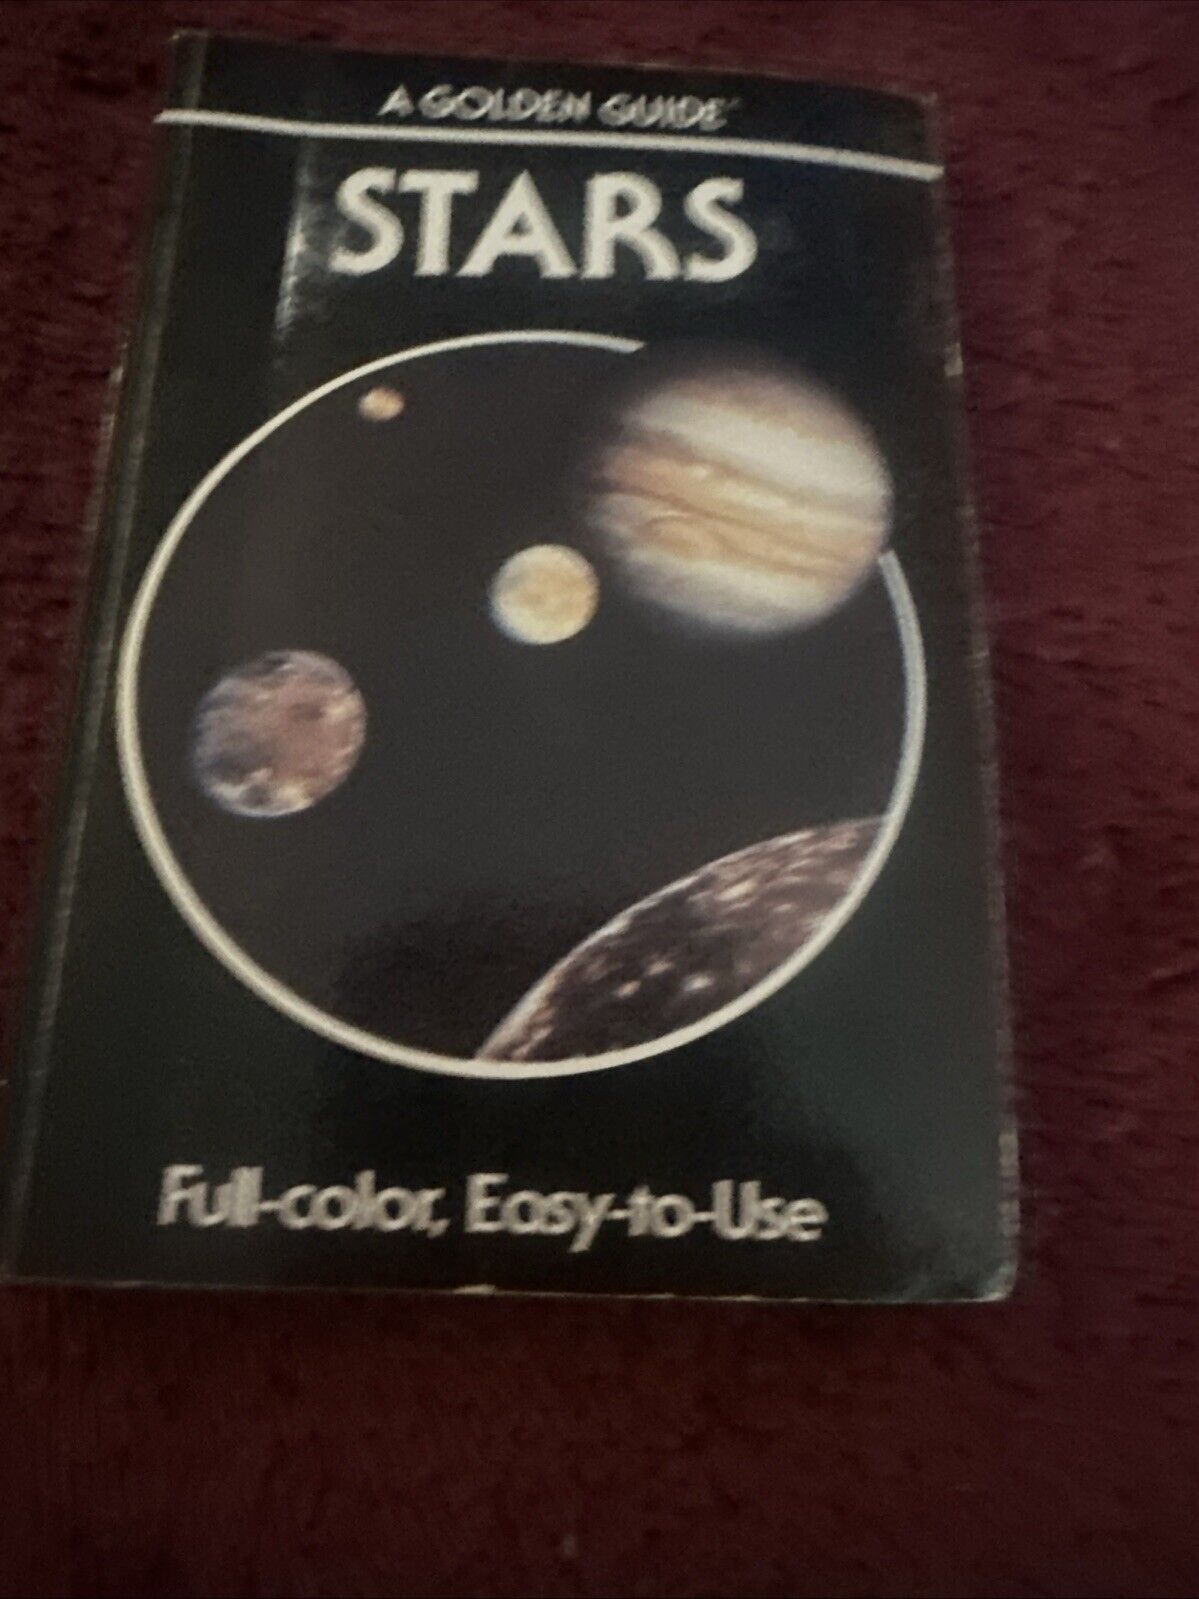 A GOLDEN GUIDE®
STARS
Full-color, Easy-to-Use